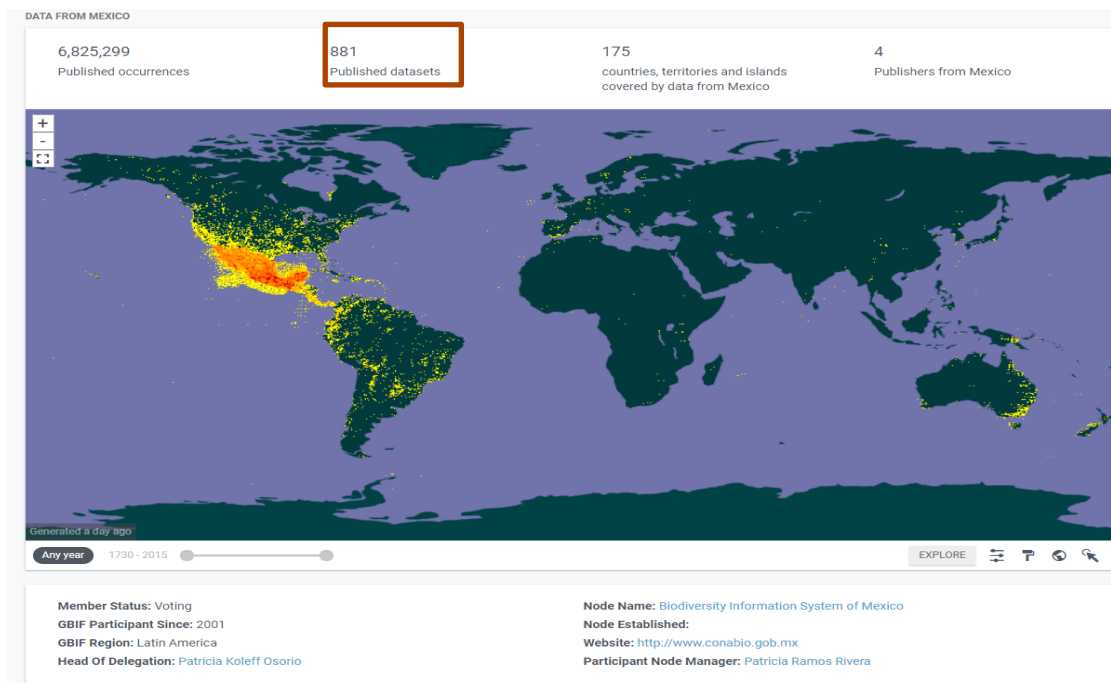 DATA FROM MEXICO
6,825,299
Published occurrences
881
Published datasets
175
countries, territories and islands
covered by data from Mexico
4
Publishers from Mexico
+
-
Generated a day ago
Any year 1730 - 2015
EXPLORE
Member Status: Voting
GBIF Participant Since: 2001
GBIF Region: Latin America
Head Of Delegation: Patricia Koleff Osorio
Node Name: Biodiversity Information System of Mexico
Node Established:
Website: http://www.conabio.gob.mx
Participant Node Manager: Patricia Ramos Rivera